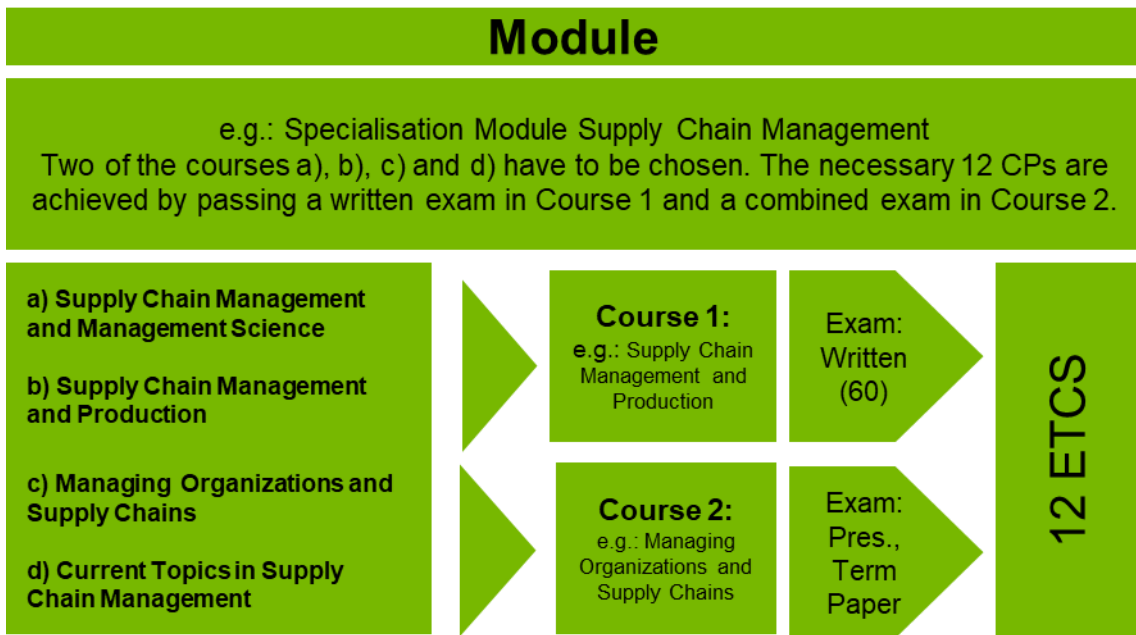 Module
e.g.: Specialisation Module Supply Chain Management
Two of the courses a), b), c) and d) have to be chosen. The necessary 12 CPs are
achieved by passing a written exam in Course 1 and a combined exam in Course 2.
a) Supply Chain Management
and Management Science
b) Supply Chain Management
and Production
c) Managing Organizations and
Supply Chains
d) Current Topics in Supply
Chain Management
Course 1:
e.g.: Supply Chain
Management and
Production
Exam:
Written
(60)
Course 2:
e.g.: Managing
Organizations and
Supply Chains
Exam:
Pres.,
Term
Paper
12 ETCS